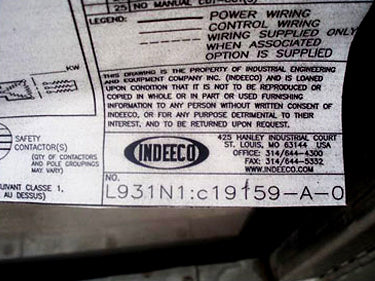 25 NO MANUAL
LEGEND:
POWER WIRING
CONTROL WIRING
WIRING SUPPLIED ONLY
WHEN ASSOCIATED
OPTION IS SUPPLIED
KW
THIS DRAWING IS THE PROPERTY OF INDUSTRIAL ENGINEERING
AND EQUIPMENT COMPANY INC. (INDEECO) AND IS LOANED
UPON CONDITION THAT IT IS NOT TO BE REPRODUCED OR
COPIED IN WHOLE OR IN PART OR USED FURNISHING
INFORMATION TO ANY PERSON WITHOUT WRITTEN CONSENT OF
INDEECO, OR FOR ANY PURPOSE DETRIMENTAL TO THEIR
INTEREST, AND TO BE RETURNED UPON REQUEST.
SAFETY
CONTACTOR(S)
(QTY OF CONTACTORS
AND POLE GROUPINGS
MAY VARY)
UIVANT CLASSE 1,
AU DESSUS)
INDEECO
425 HANLEY INDUSTRIAL COURT
ST. LOUIS, MO 63144 USA
OFFICE: 314/644-4300
FAX: 314/644-5332
WWW.INDEECO.COM
NO.
L931N1:c19159-A-0